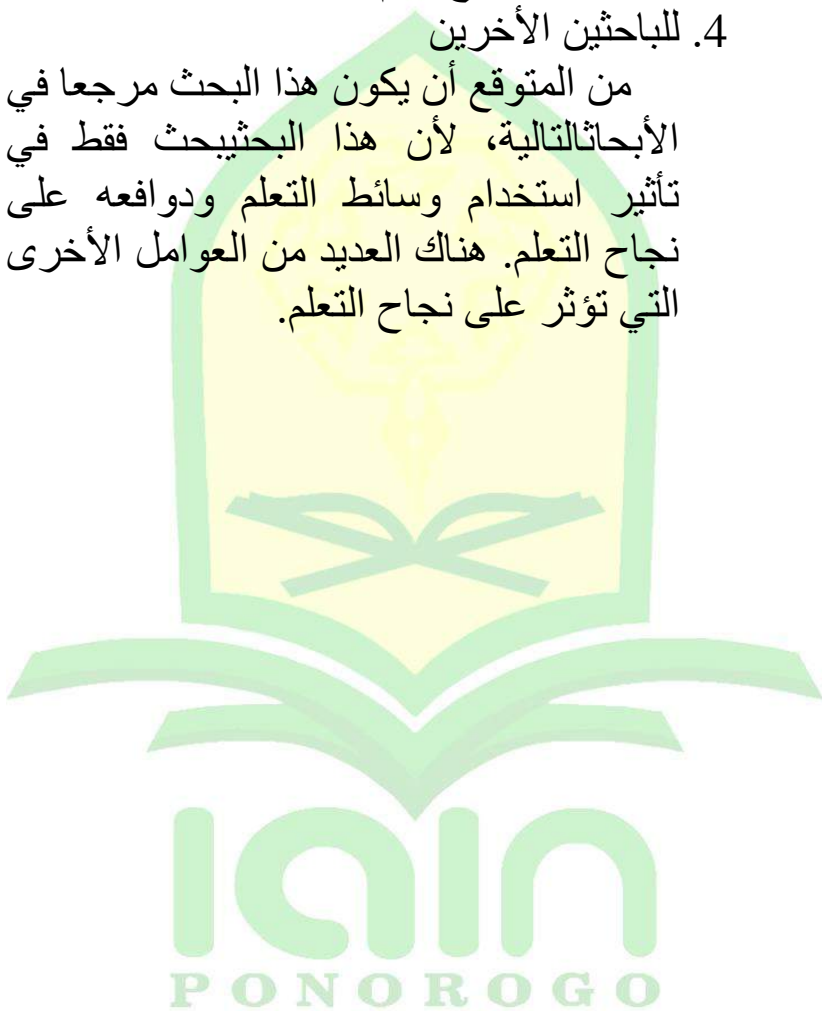 4. للباحثين الأخرين
من المتوقع أن يكون هذا البحث مرجعا في
الأبحاثالتالية، لأن هذا البحثيبحث فقط في
تأثير استخدام وسائط التعلم ودوافعه على
نجاح التعلم. هناك العديد من العوامل الأخرى
التي تؤثر على نجاح التعلم.
iain
PONOROGO